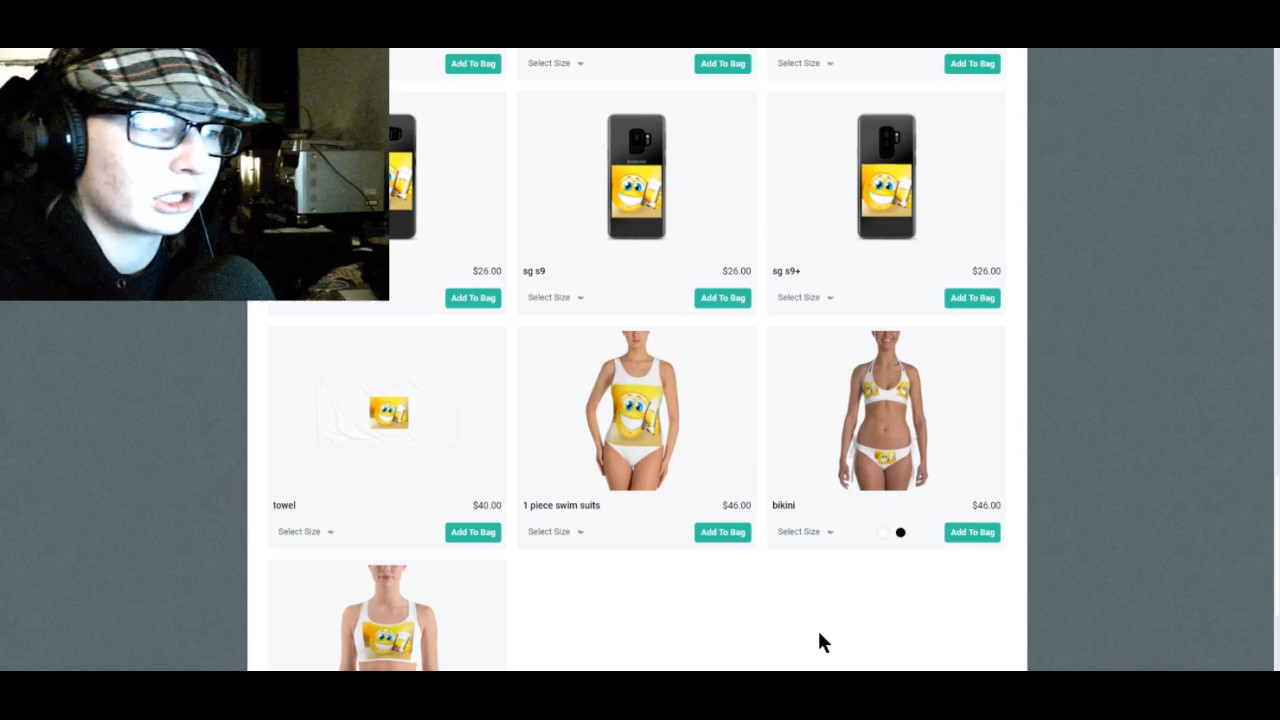 Add To Bag
Select Size
Add To Bag
Select Size
Add To Bag
$26.00
sg s9
$26.00
sg s9+
$26.00
Add To Bag
Select Size
Add To Bag
Select Size
Add To Bag
towel
$40.00
1 piece swim suits
$46.00
bikini
$46.00
Select Size
Add To Bag
Select Size
Add To Bag
Select Size
Add To Bag